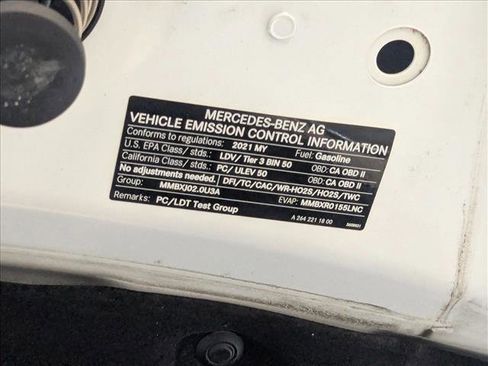 MERCEDES-BENZ AG
VEHICLE EMISSION CONTROL INFORMATION
Conforms to regulations: 2021 MY Fuel: Gasoline
U.S. EPA Class/ stds.: LDV/ Tier 3 BIN 50 OBD: CA OBD II
California Class/ stds.: PC/ ULEV 50 OBD: CA OBD II
No adjustments needed. DFI/TC/CAC/WR-HO2S/HO2S/TWC
Group: MMBXJ02.0U3A EVAP: MMBXR0155LNC
Remarks: PC/LDT Test Group
A 264 221 18 00